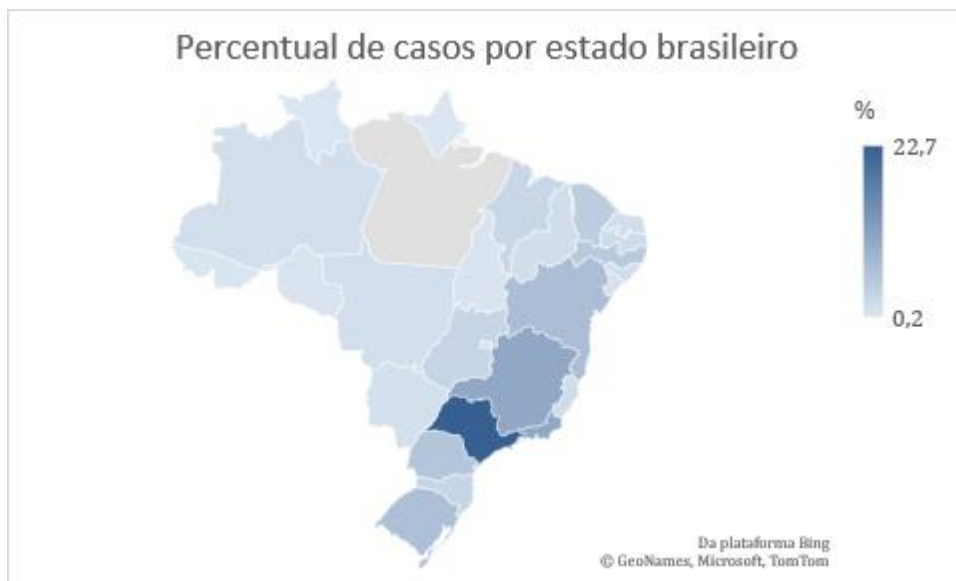 Percentual de casos por estado brasileiro
%
22,7
0,2
Da plataforma Bing
© GeoNames, Microsoft, TomTom